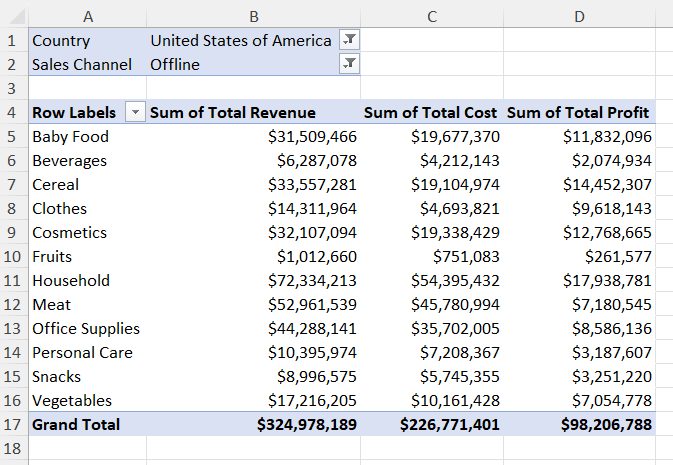 A B C D
1 Country United States of America
2 Sales Channel Offline
3
4 Row Labels Sum of Total Revenue Sum of Total Cost Sum of Total Profit
5 Baby Food $31,509,466 $19,677,370 $11,832,096
6 Beverages $6,287,078 $4,212,143 $2,074,934
7 Cereal $33,557,281 $19,104,974 $14,452,307
8 Clothes $14,311,964 $4,693,821 $9,618,143
9 Cosmetics $32,107,094 $19,338,429 $12,768,665
10 Fruits $1,012,660 $751,083 $261,577
11 Household $72,334,213 $54,395,432 $17,938,781
12 Meat $52,961,539 $45,780,994 $7,180,545
13 Office Supplies $44,288,141 $35,702,005 $8,586,136
14 Personal Care $10,395,974 $7,208,367 $3,187,607
15 Snacks $8,996,575 $5,745,355 $3,251,220
16 Vegetables $17,216,205 $10,161,428 $7,054,778
17 Grand Total $324,978,189 $226,771,401 $98,206,788
18